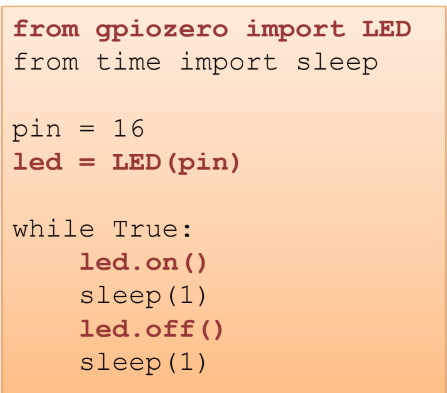 from gpiozero import LED
from time import sleep

pin = 16
led = LED(pin)

while True:
    led.on()
    sleep(1)
    led.off()
    sleep(1)